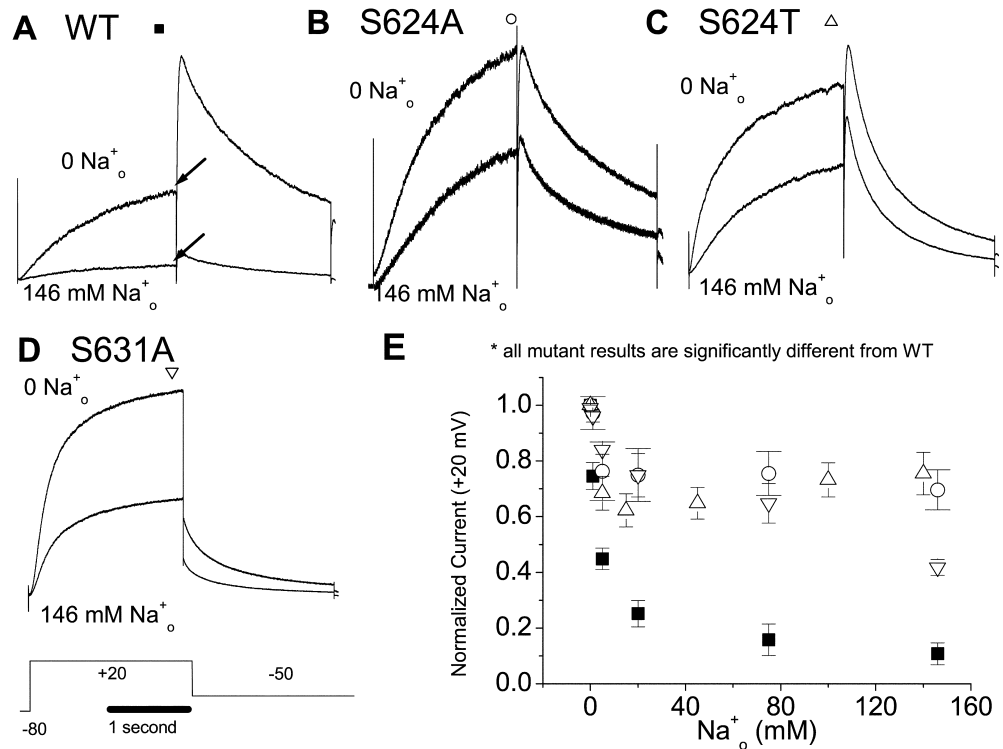 A WT ■
0 Na⁺ₒ
146 mM Na⁺ₒ
B S624A ○
0 Na⁺ₒ
146 mM Na⁺ₒ
C S624T △
0 Na⁺ₒ
146 mM Na⁺ₒ
D S631A
▽
0 Na⁺ₒ
146 mM Na⁺ₒ
+20
-50
-80
1 second
E
* all mutant results are significantly different from WT
Normalized Current (+20 mV)
1.0
0.8
0.6
0.4
0.2
0.0
0 40 80 120 160
Na⁺ₒ (mM)